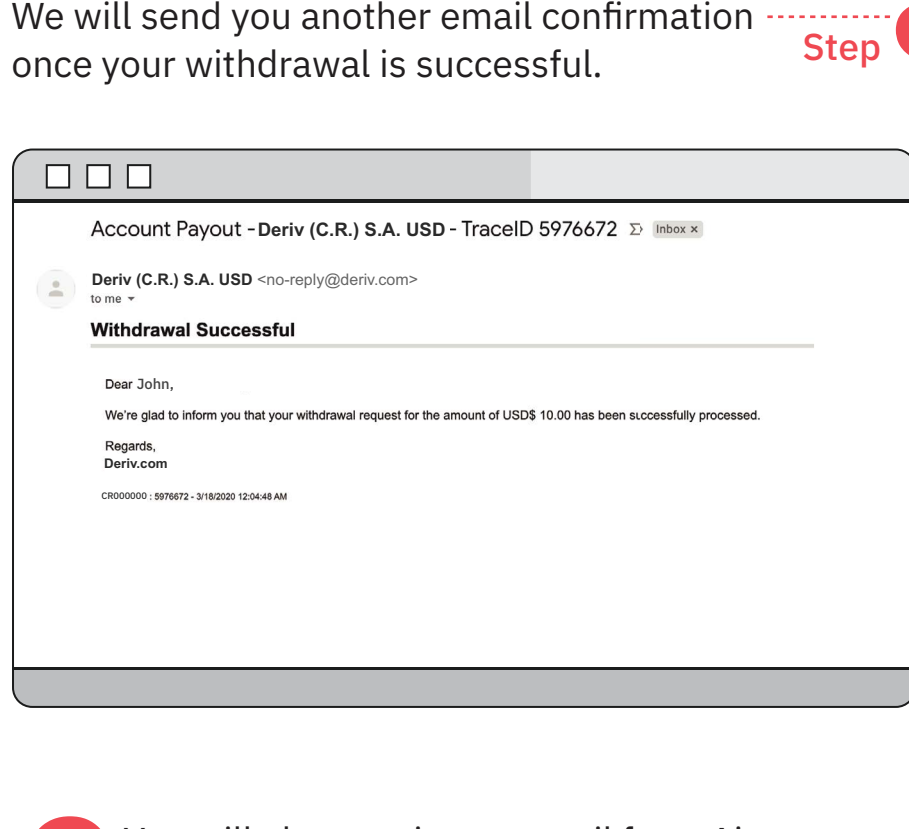 We will send you another email confirmation
Step
once your withdrawal is successful.
Account Payout - Deriv (C.R.) S.A. USD - TraceID 5976672 Inbox ×
Deriv (C.R.) S.A. USD <no-reply@deriv.com>
to me
Withdrawal Successful
Dear John,
We're glad to inform you that your withdrawal request for the amount of USD$ 10.00 has been successfully processed.
Regards,
Deriv.com
CR000000 : 5976672 - 3/18/2020 12:04:48 AM